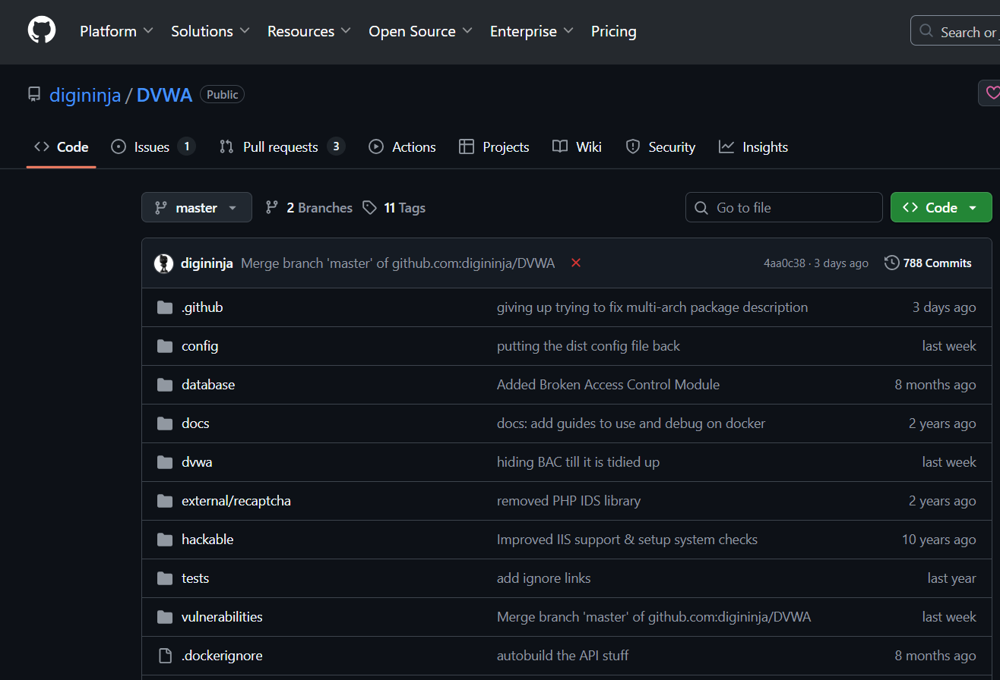 Platform Solutions Resources Open Source Enterprise Pricing Search or
digininja / DVWA Public
Code Issues 1 Pull requests 3 Actions Projects Wiki Security Insights
master 2 Branches 11 Tags Go to file Code
digininja Merge branch 'master' of github.com:digininja/DVWA 4aa0c38 · 3 days ago 788 Commits
.github giving up trying to fix multi-arch package description 3 days ago
config putting the dist config file back last week
database Added Broken Access Control Module 8 months ago
docs docs: add guides to use and debug on docker 2 years ago
dvwa hiding BAC till it is tidied up last week
external/recaptcha removed PHP IDS library 2 years ago
hackable Improved IIS support & setup system checks 10 years ago
tests add ignore links last year
vulnerabilities Merge branch 'master' of github.com:digininja/DVWA last week
.dockerignore autobuild the API stuff 8 months ago